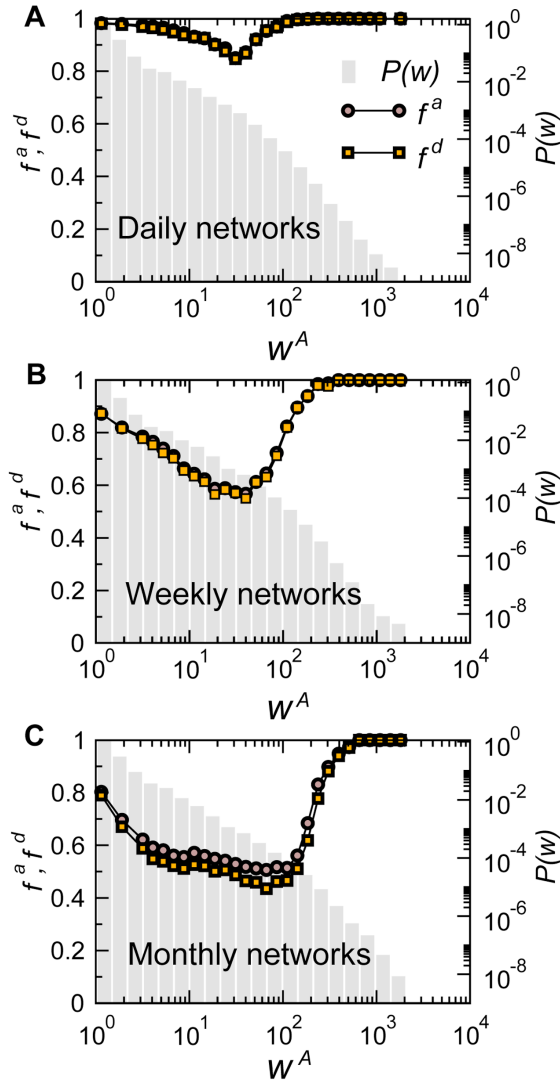 A
1
0.8
0.6
0.4
0.2
0
f^a, f^d
10^0
10^-2
10^-4
10^-6
10^-8
P(w)
P(w)
f^a
f^d
Daily networks
10^0 10^1 10^2 10^3 10^4
w^A
B
1
0.8
0.6
0.4
0.2
0
f^a, f^d
10^0
10^-2
10^-4
10^-6
10^-8
P(w)
Weekly networks
10^0 10^1 10^2 10^3 10^4
w^A
C
1
0.8
0.6
0.4
0.2
0
f^a, f^d
10^0
10^-2
10^-4
10^-6
10^-8
P(w)
Monthly networks
10^0 10^1 10^2 10^3 10^4
w^A